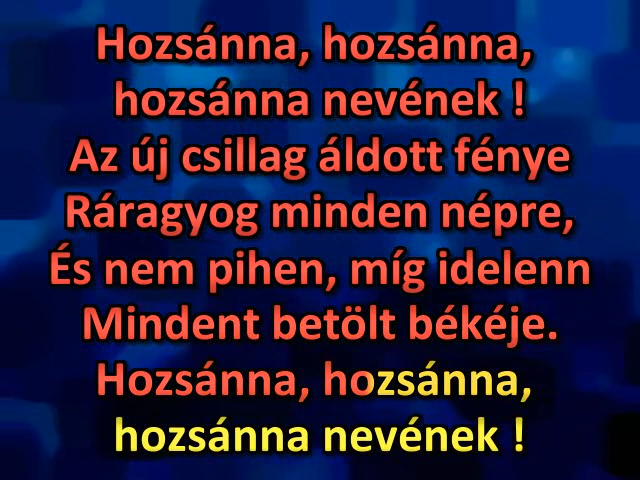 Hozsánna, hozsánna,
hozsánna nevének !
Az új csillag áldott fénye
Ráragyog minden népre,
És nem pihen, míg idelenn
Mindent betölt békéje.
Hozsánna, hozsánna,
hozsánna nevének !